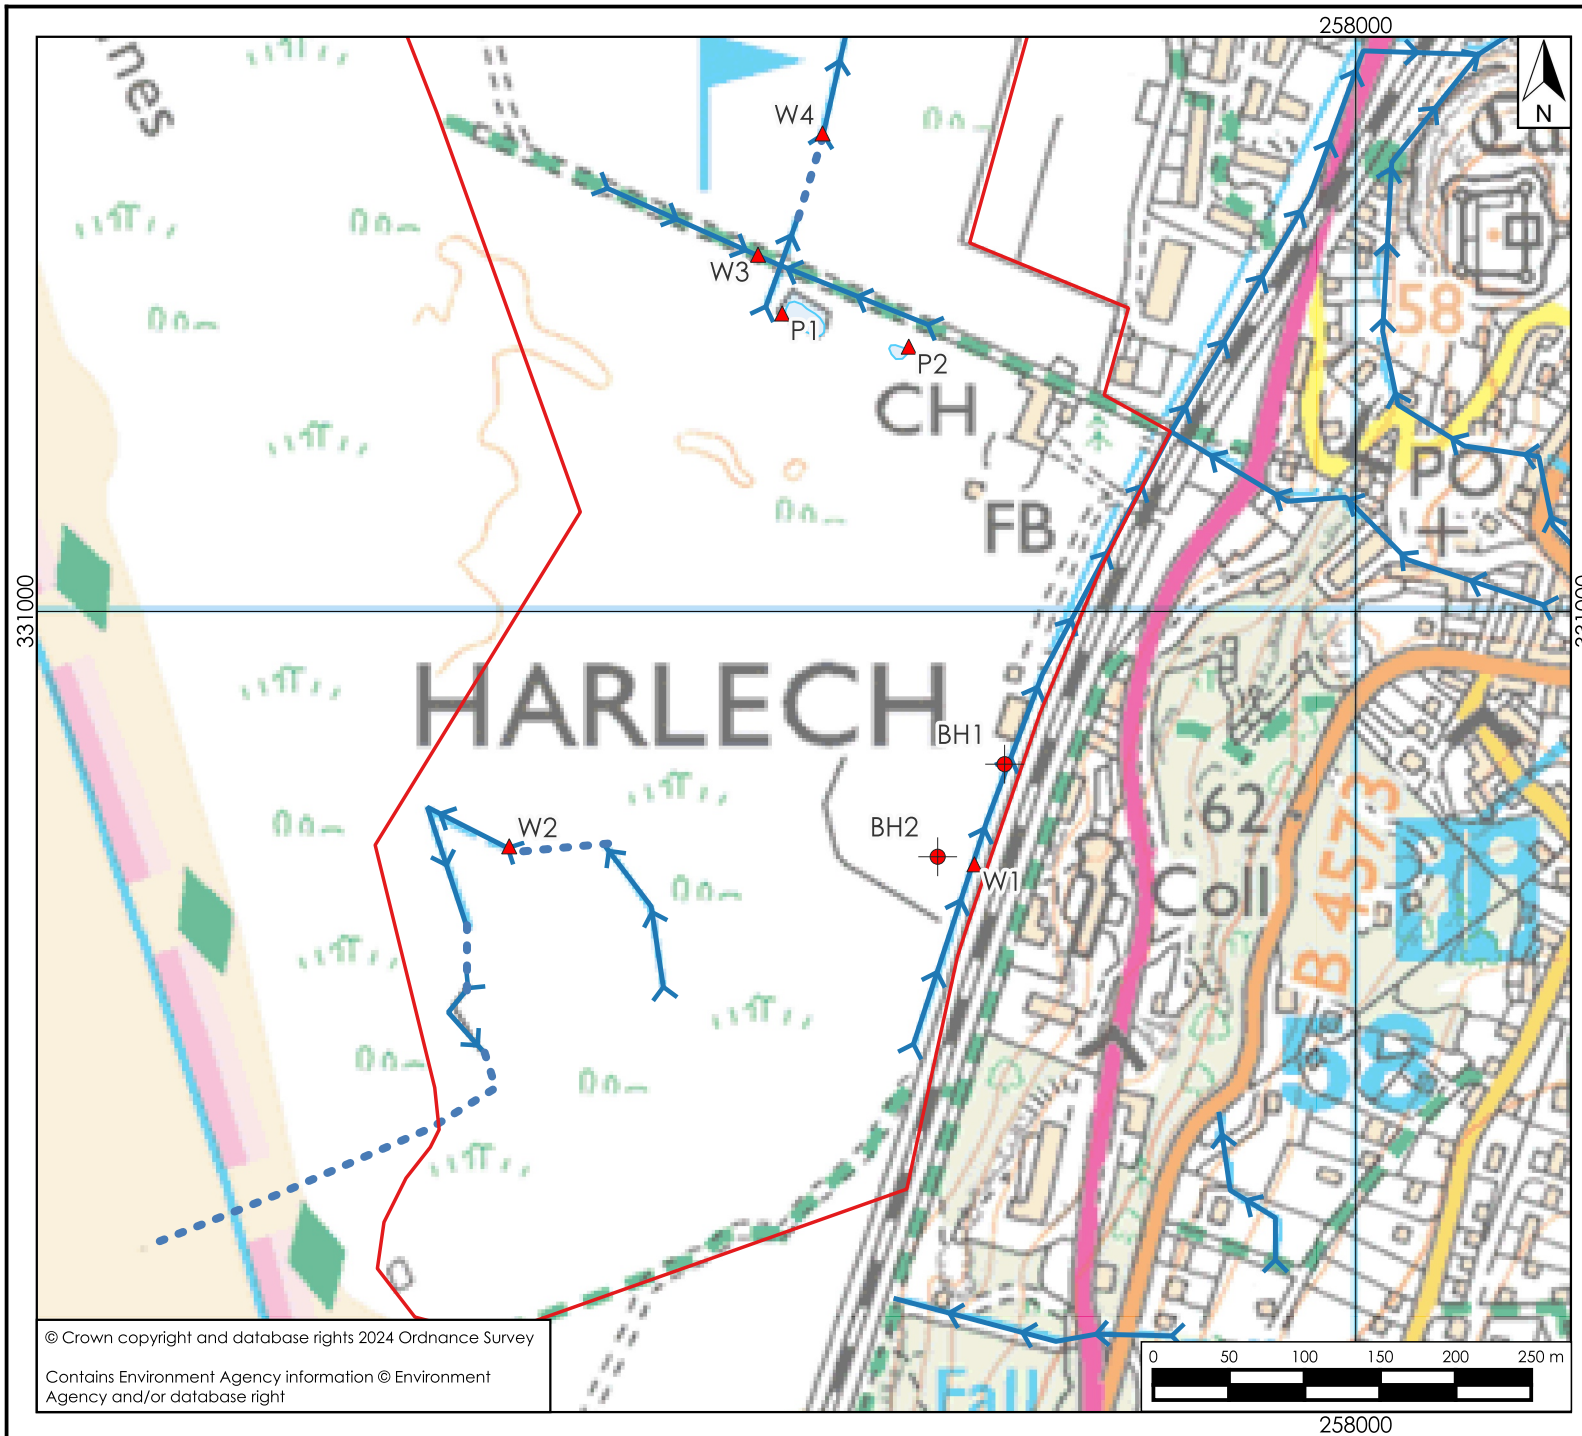 258000
nes
N
W4
W3
P1
P2
58
CH
PO
FB
331000
331000
HARLECH
BH1
62
W2
BH2
W1
Coll
B 4573
58
© Crown copyright and database rights 2024 Ordnance Survey
Contains Environment Agency information © Environment
Agency and/or database right
Fall
0 50 100 150 200 250 m
258000